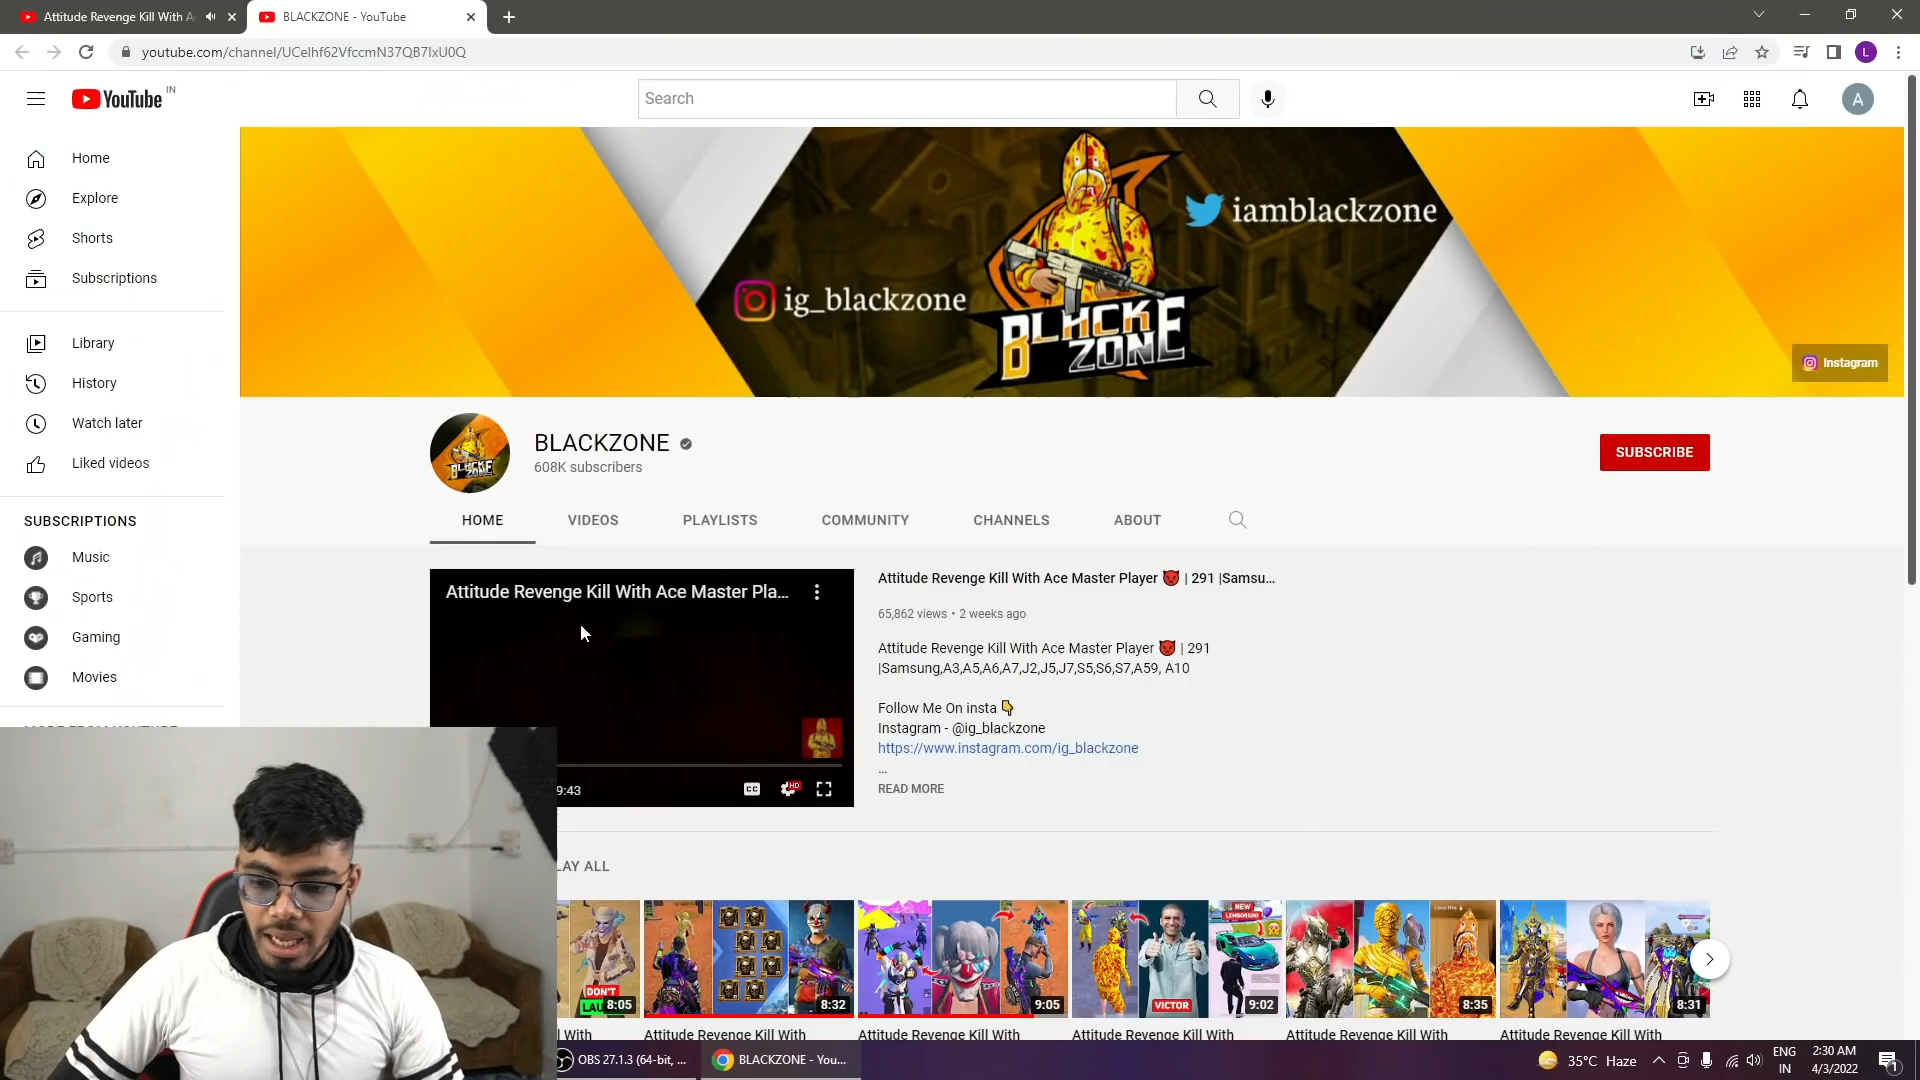 Attitude Revenge Kill With A
BLACKZONE - YouTube
youtube.com/channel/UCelhf62VfccmN37QB7lxU0Q
L
YouTube IN
Search
A
Home
Explore
Shorts
Subscriptions
Library
History
Watch later
Liked videos
SUBSCRIPTIONS
Music
Sports
Gaming
Movies
MORE FROM YOUTUBE
iamblackzone
ig_blackzone
BLACKE
ZONE
Instagram
BLACKZONE
608K subscribers
SUBSCRIBE
HOME
VIDEOS
PLAYLISTS
COMMUNITY
CHANNELS
ABOUT
Attitude Revenge Kill With Ace Master Pla...
9:43
CC
HD
Attitude Revenge Kill With Ace Master Player 👿 | 291 |Samsu...
65,862 views • 2 weeks ago
Attitude Revenge Kill With Ace Master Player 👿 | 291
|Samsung,A3,A5,A6,A7,J2,J5,J7,S5,S6,S7,A59, A10
Follow Me On insta 👇
Instagram - @ig_blackzone
https://www.instagram.com/ig_blackzone
...
READ MORE
LAY ALL
DON'T
8:05
8:32
9:05
VICTOR
NEW
9:02
8:35
8:31
l With
Attitude Revenge Kill With
Attitude Revenge Kill With
Attitude Revenge Kill With
Attitude Revenge Kill With
Attitude Revenge Kill With
OBS 27.1.3 (64-bit, ...
BLACKZONE - You...
35°C Haze
ENG
IN
2:30 AM
4/3/2022
1